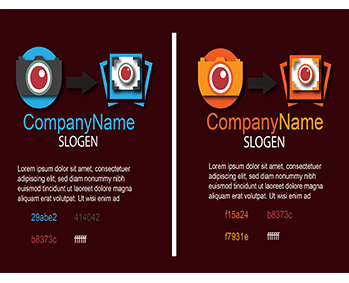 CompanyName
SLOGEN
Lorem ipsum dolor sit amet, consectetuer
adipiscing elit, sed diam nonummy nibh
euismod tincidunt ut laoreet dolore magna
aliquam erat volutpat. Ut wisi enim ad
29abe2 414042
b8373c ffffff
CompanyName
SLOGEN
Lorem ipsum dolor sit amet, consectetuer
adipiscing elit, sed diam nonummy nibh
euismod tincidunt ut laoreet dolore magna
aliquam erat volutpat. Ut wisi enim ad
f15a24 b8373c
f7931e ffffff